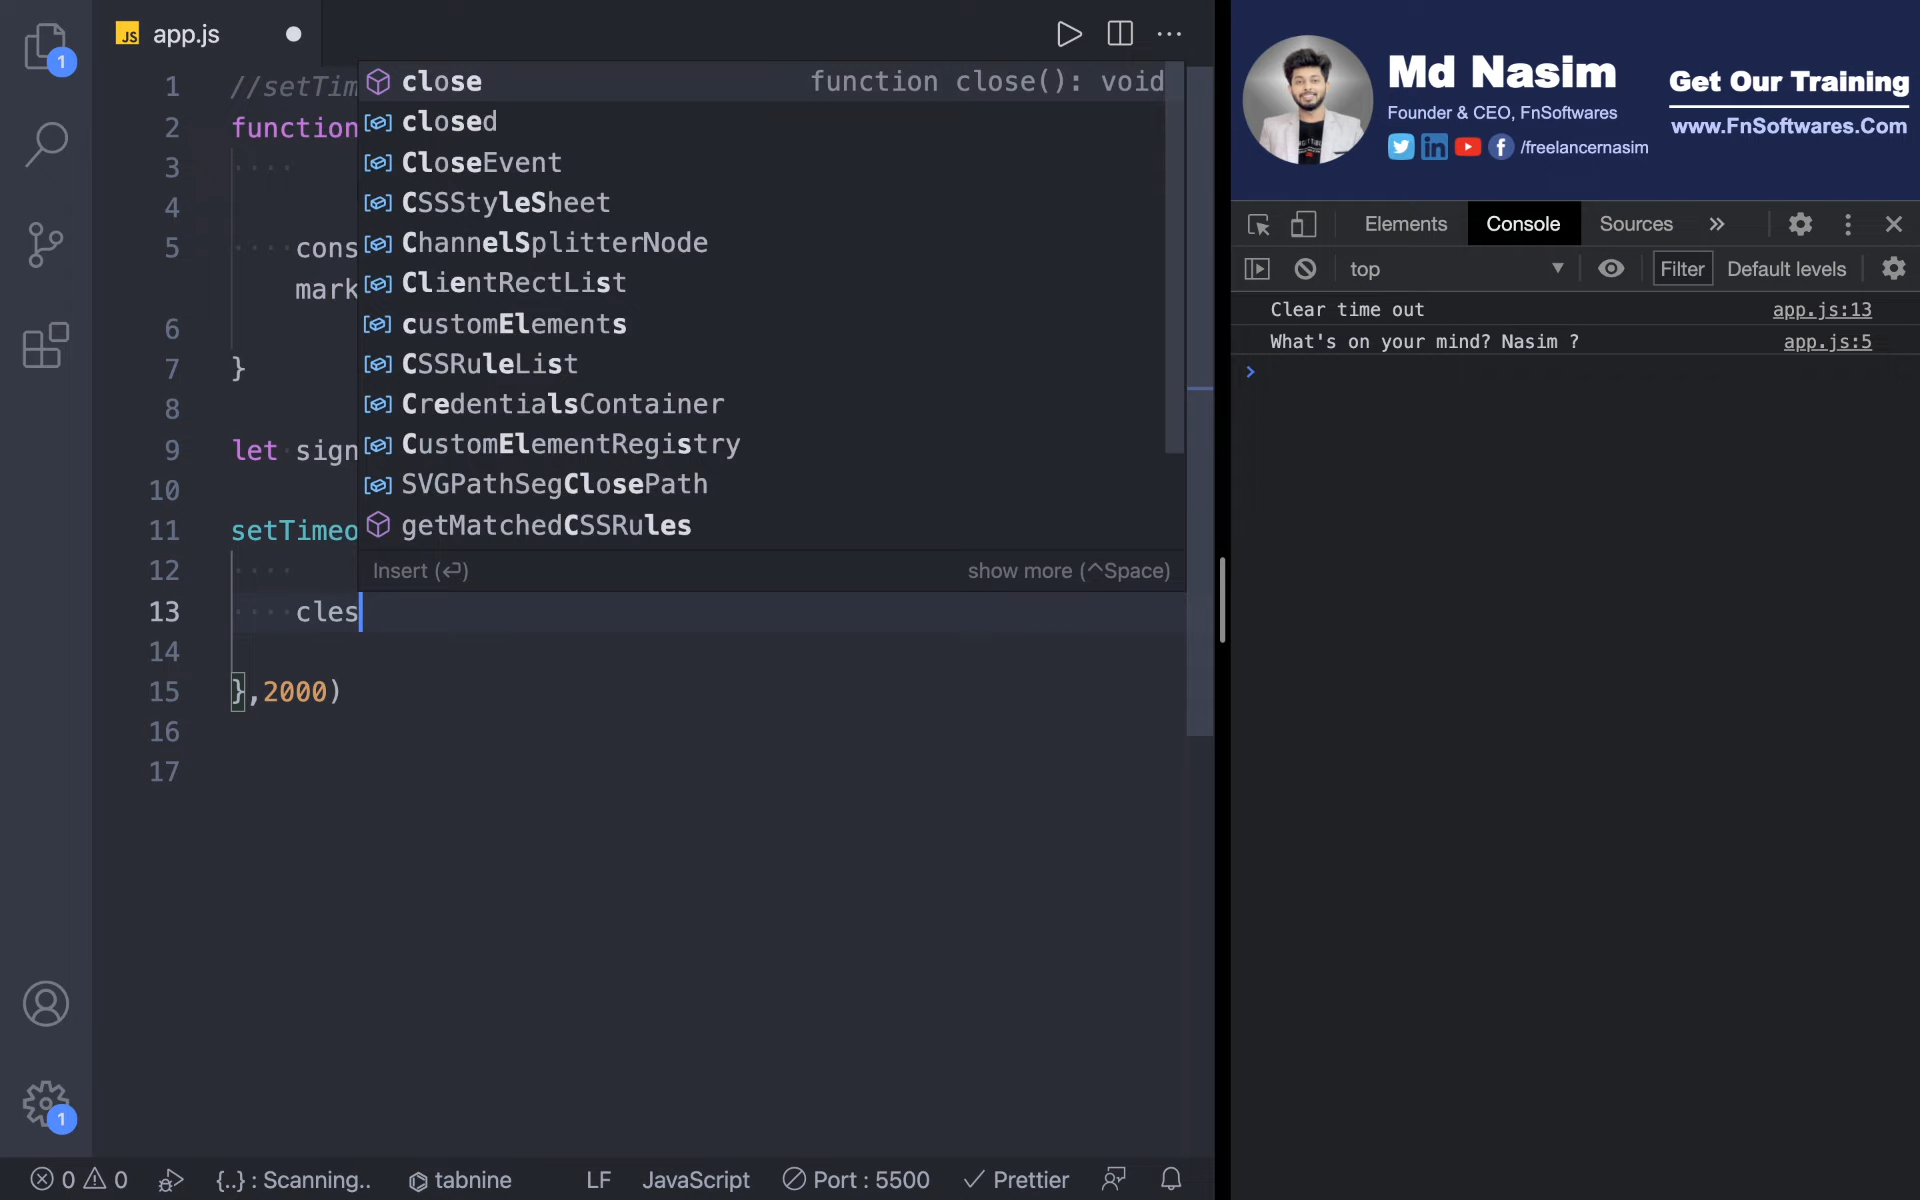 JS app.js
1 //setTim
2 function
3
4
5 cons
mark
6
7 }
8
9 let sign
10
11 setTimeo
12
13 cles
14
15 },2000)
16
17
close function close(): void
closed
CloseEvent
CSSStyleSheet
ChannelSplitterNode
ClientRectList
customElements
CSSRuleList
CredentialsContainer
CustomElementRegistry
SVGPathSegClosePath
getMatchedCSSRules
Insert (⏎) show more (^Space)
1
1
0 0 {..} : Scanning.. tabnine LF JavaScript Port : 5500 Prettier
Md Nasim
Founder & CEO, FnSoftwares
/freelancernasim
Get Our Training
www.FnSoftwares.Com
Elements Console Sources »
top Filter Default levels
Clear time out app.js:13
What's on your mind? Nasim ? app.js:5
>